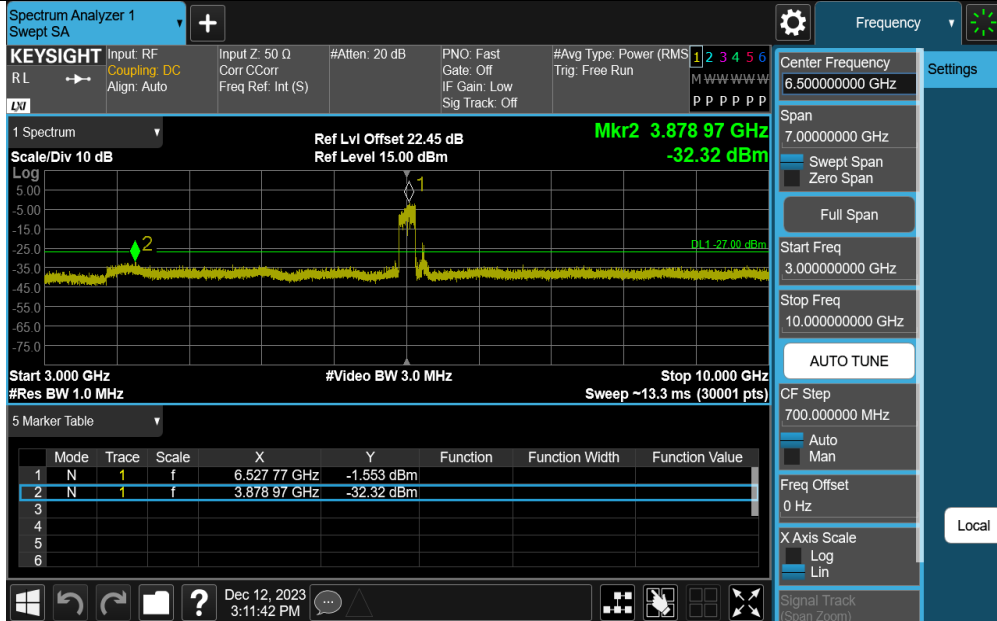 Spectrum Analyzer 1
Swept SA
Frequency
KEYSIGHT
RL
LXI
Input: RF
Coupling: DC
Align: Auto
Input Z: 50 Ω
Corr CCorr
Freq Ref: Int (S)
#Atten: 20 dB
PNO: Fast
Gate: Off
IF Gain: Low
Sig Track: Off
#Avg Type: Power (RMS
Trig: Free Run
1 2 3 4 5 6
M W W W W W
P P P P P P
1 Spectrum
Scale/Div 10 dB
Ref Lvl Offset 22.45 dB
Ref Level 15.00 dBm
Mkr2 3.878 97 GHz
-32.32 dBm
Log
5.00
-5.00
-15.0
-25.0
-35.0
-45.0
-55.0
-65.0
-75.0
1
2
DL1 -27.00 dBm
Start 3.000 GHz
#Video BW 3.0 MHz
Stop 10.000 GHz
#Res BW 1.0 MHz
Sweep ~13.3 ms (30001 pts)
5 Marker Table
Mode Trace Scale X Y Function Function Width Function Value
1 N 1 f 6.527 77 GHz -1.553 dBm
2 N 1 f 3.878 97 GHz -32.32 dBm
3
4
5
6
Dec 12, 2023
3:11:42 PM
Center Frequency
6.500000000 GHz
Span
7.00000000 GHz
Swept Span
Zero Span
Full Span
Start Freq
3.000000000 GHz
Stop Freq
10.000000000 GHz
AUTO TUNE
CF Step
700.000000 MHz
Auto
Man
Freq Offset
0 Hz
X Axis Scale
Log
Lin
Signal Track
(Span Zoom)
Settings
Local